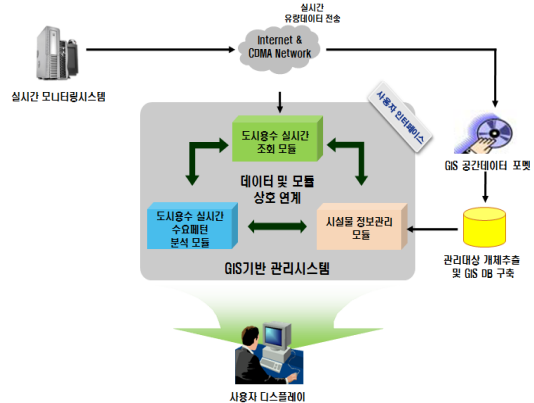 실시간
유량데이터 전송
Internet &
CDMA Network
실시간 모니터링시스템
사용자 인터페이스
도시용수 실시간
조회 모듈
GIS 공간데이터 포멧
데이터 및 모듈
상호 연계
도시용수 실시간
수요패턴
분석 모듈
시설물 정보관리
모듈
GIS기반 관리시스템
관리대상 개체추출
및 GIS DB 구축
사용자 디스플레이